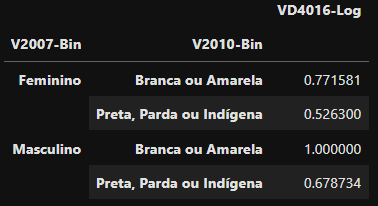 VD4016-Log
V2007-Bin V2010-Bin
Feminino Branca ou Amarela 0.771581
Preta, Parda ou Indígena 0.526300
Masculino Branca ou Amarela 1.000000
Preta, Parda ou Indígena 0.678734